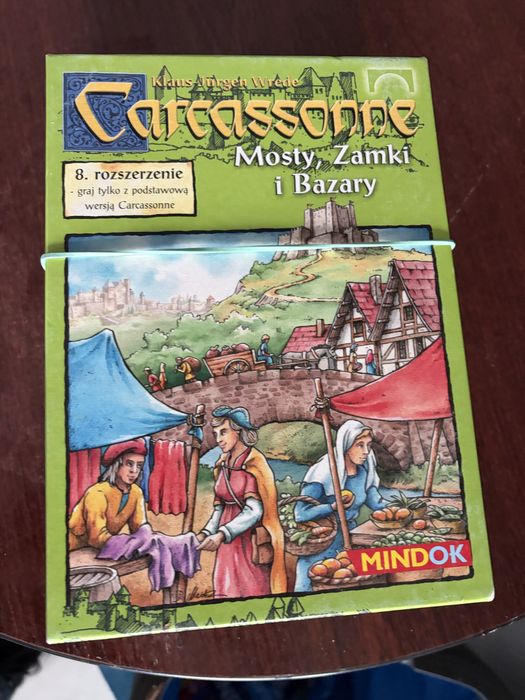 Klaus-Jürgen Wrede
Carcassonne
Mosty, Zamki
i Bazary
8. rozszerzenie
- graj tylko z podstawową
wersją Carcassonne
MINDOK